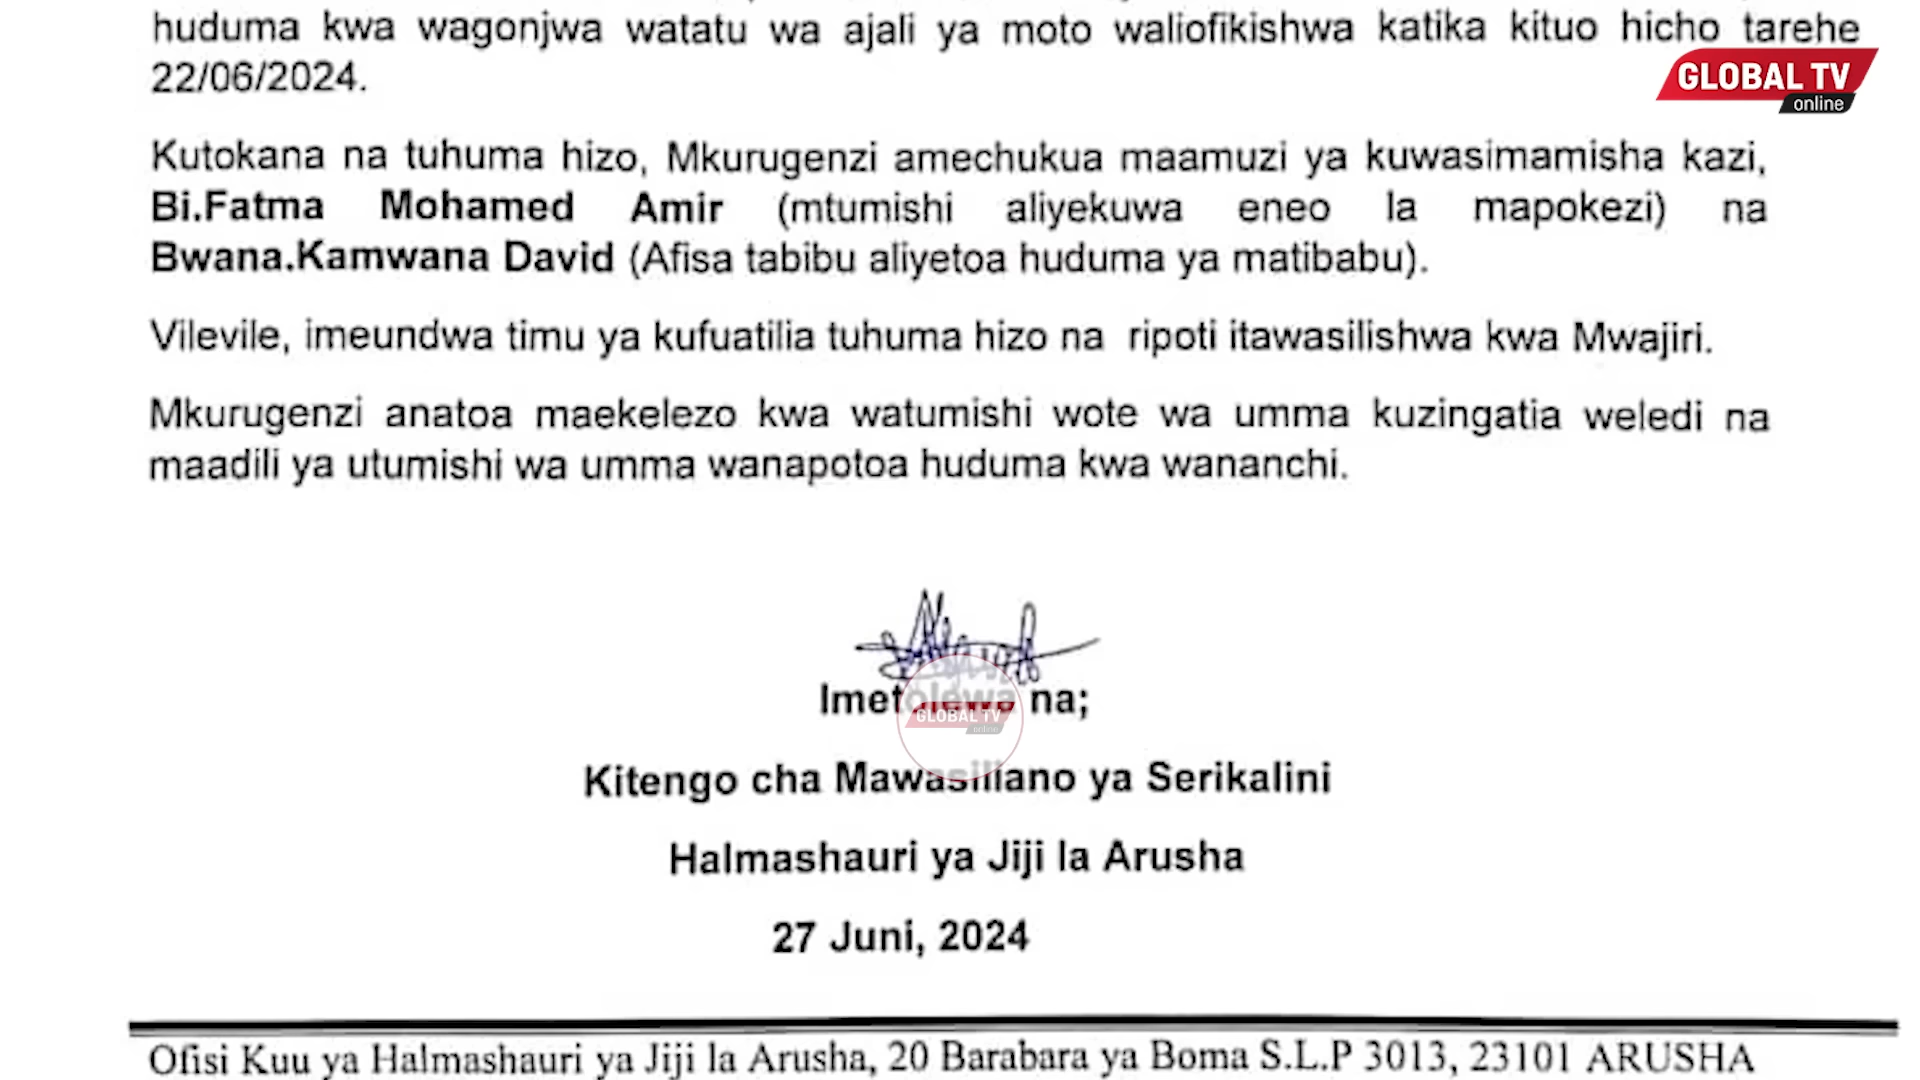 huduma kwa wagonjwa watatu wa ajali ya moto waliofikishwa katika kituo hicho tarehe
22/06/2024.
GLOBAL TV
online
Kutokana na tuhuma hizo, Mkurugenzi amechukua maamuzi ya kuwasimamisha kazi,
Bi.Fatma Mohamed Amir (mtumishi aliyekuwa eneo la mapokezi) na
Bwana.Kamwana David (Afisa tabibu aliyetoa huduma ya matibabu).
Vilevile, imeundwa timu ya kufuatilia tuhuma hizo na ripoti itawasilishwa kwa Mwajiri.
Mkurugenzi anatoa maekelezo kwa watumishi wote wa umma kuzingatia weledi na
maadili ya utumishi wa umma wanapotoa huduma kwa wananchi.
Imetolewa na;
GLOBAL TV
online
Kitengo cha Mawasiliano ya Serikalini
Halmashauri ya Jiji la Arusha
27 Juni, 2024
Ofisi Kuu ya Halmashauri ya Jiji la Arusha, 20 Barabara ya Boma S.L.P 3013, 23101 ARUSHA